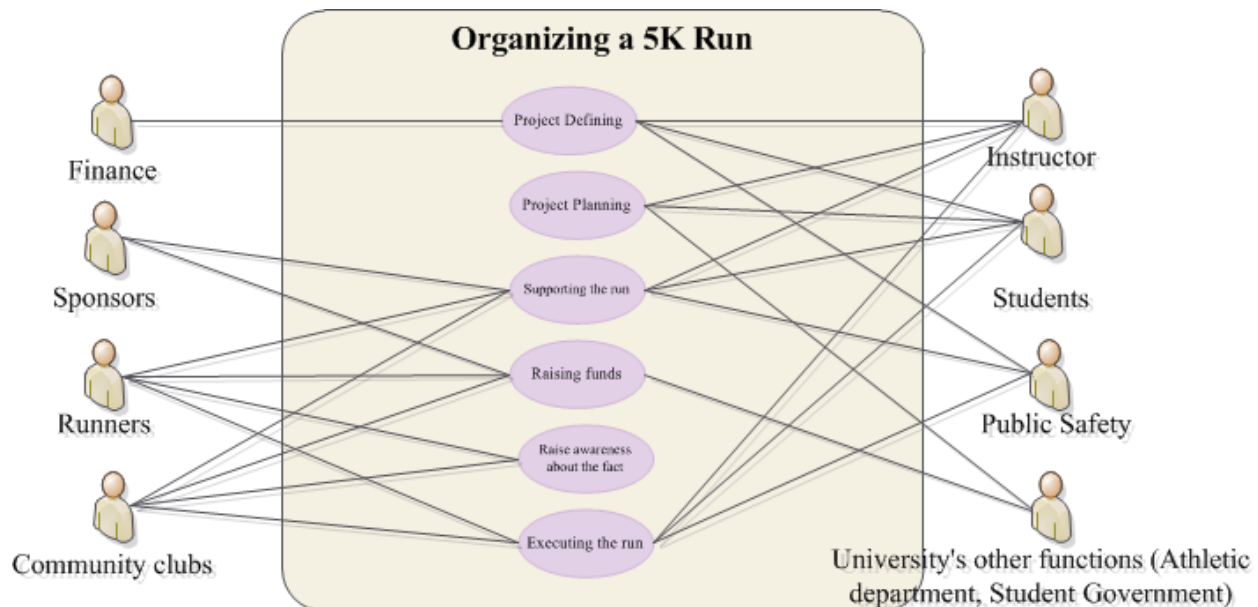 Organizing a 5K Run
Finance
Sponsors
Runners
Community clubs
Project Defining
Project Planning
Supporting the run
Raising funds
Raise awareness
about the fact
Executing the run
Instructor
Students
Public Safety
University's other functions (Athletic
department, Student Government)